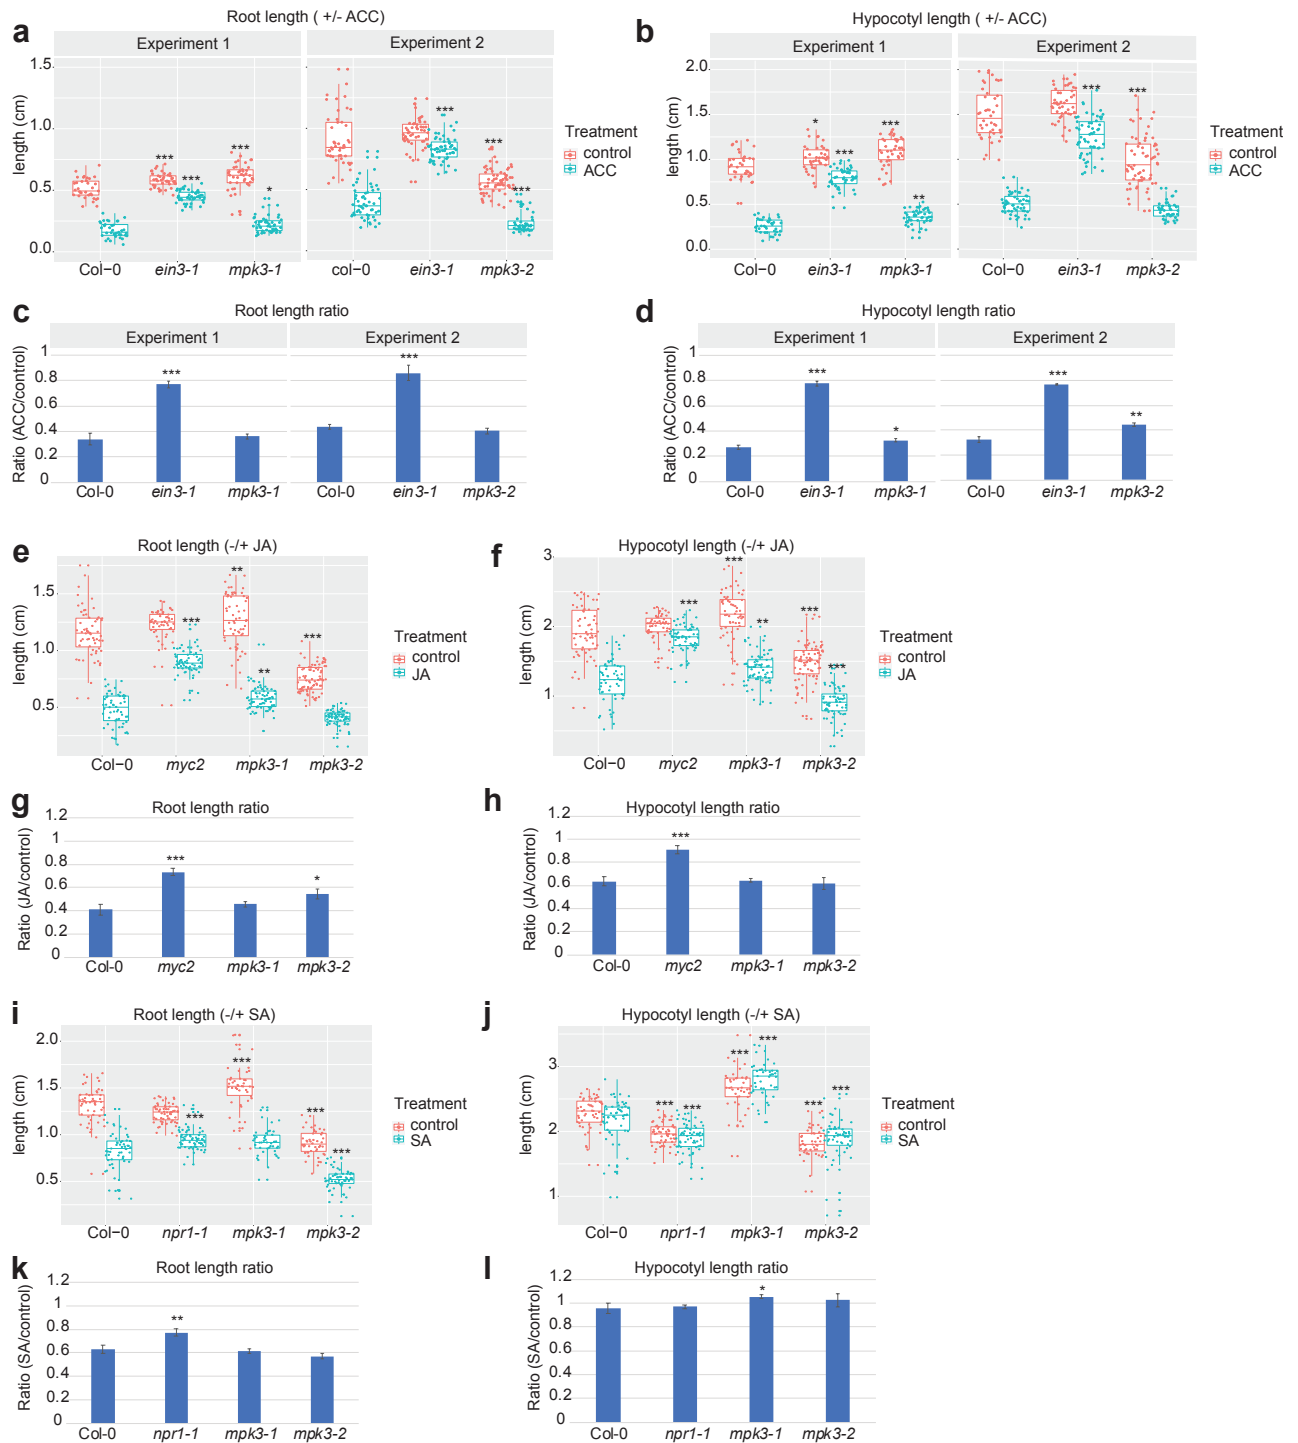 a
Root length ( +/- ACC)
Experiment 1
Experiment 2
length (cm)
1.5
1.0
0.5
0.0
*** *** *** * *** *** ***
Col-0 ein3-1 mpk3-1
col-0 ein3-1 mpk3-2
b
Hypocotyl length ( +/- ACC)
Experiment 1
Experiment 2
length (cm)
2.0
1.5
1.0
0.5
0.0
* *** *** ** *** ***
Col-0 ein3-1 mpk3-1
Col-0 ein3-1 mpk3-2
Treatment
control
ACC
Treatment
control
ACC
c
Root length ratio
Experiment 1
Experiment 2
Ratio (ACC/control)
1
0.8
0.6
0.4
0.2
0
*** ***
Col-0 ein3-1 mpk3-1
Col-0 ein3-1 mpk3-2
d
Hypocotyl length ratio
Experiment 1
Experiment 2
Ratio (ACC/control)
1
0.8
0.6
0.4
0.2
0
*** * *** **
Col-0 ein3-1 mpk3-1
Col-0 ein3-1 mpk3-2
e
Root length (-/+ JA)
length (cm)
1.5
1.0
0.5
*** ** ** ***
Col-0 myc2 mpk3-1 mpk3-2
Treatment
control
JA
f
Hypocotyl length (-/+ JA)
length (cm)
3
2
1
*** *** ** *** ***
Col-0 myc2 mpk3-1 mpk3-2
Treatment
control
JA
g
Root length ratio
Ratio (JA/control)
1.2
1
0.8
0.6
0.4
0.2
0
*** *
Col-0 myc2 mpk3-1 mpk3-2
h
Hypocotyl length ratio
Ratio (JA/control)
1.2
1
0.8
0.6
0.4
0.2
0
***
Col-0 myc2 mpk3-1 mpk3-2
i
Root length (-/+ SA)
length (cm)
2.0
1.5
1.0
0.5
*** *** *** ***
Col-0 npr1-1 mpk3-1 mpk3-2
Treatment
control
SA
j
Hypocotyl length (-/+ SA)
length (cm)
3
2
1
*** *** *** *** *** ***
Col-0 npr1-1 mpk3-1 mpk3-2
Treatment
control
SA
k
Root length ratio
Ratio (SA/control)
1.2
1
0.8
0.6
0.4
0.2
0
**
Col-0 npr1-1 mpk3-1 mpk3-2
l
Hypocotyl length ratio
Ratio (SA/control)
1.2
1
0.8
0.6
0.4
0.2
0
*
Col-0 npr1-1 mpk3-1 mpk3-2